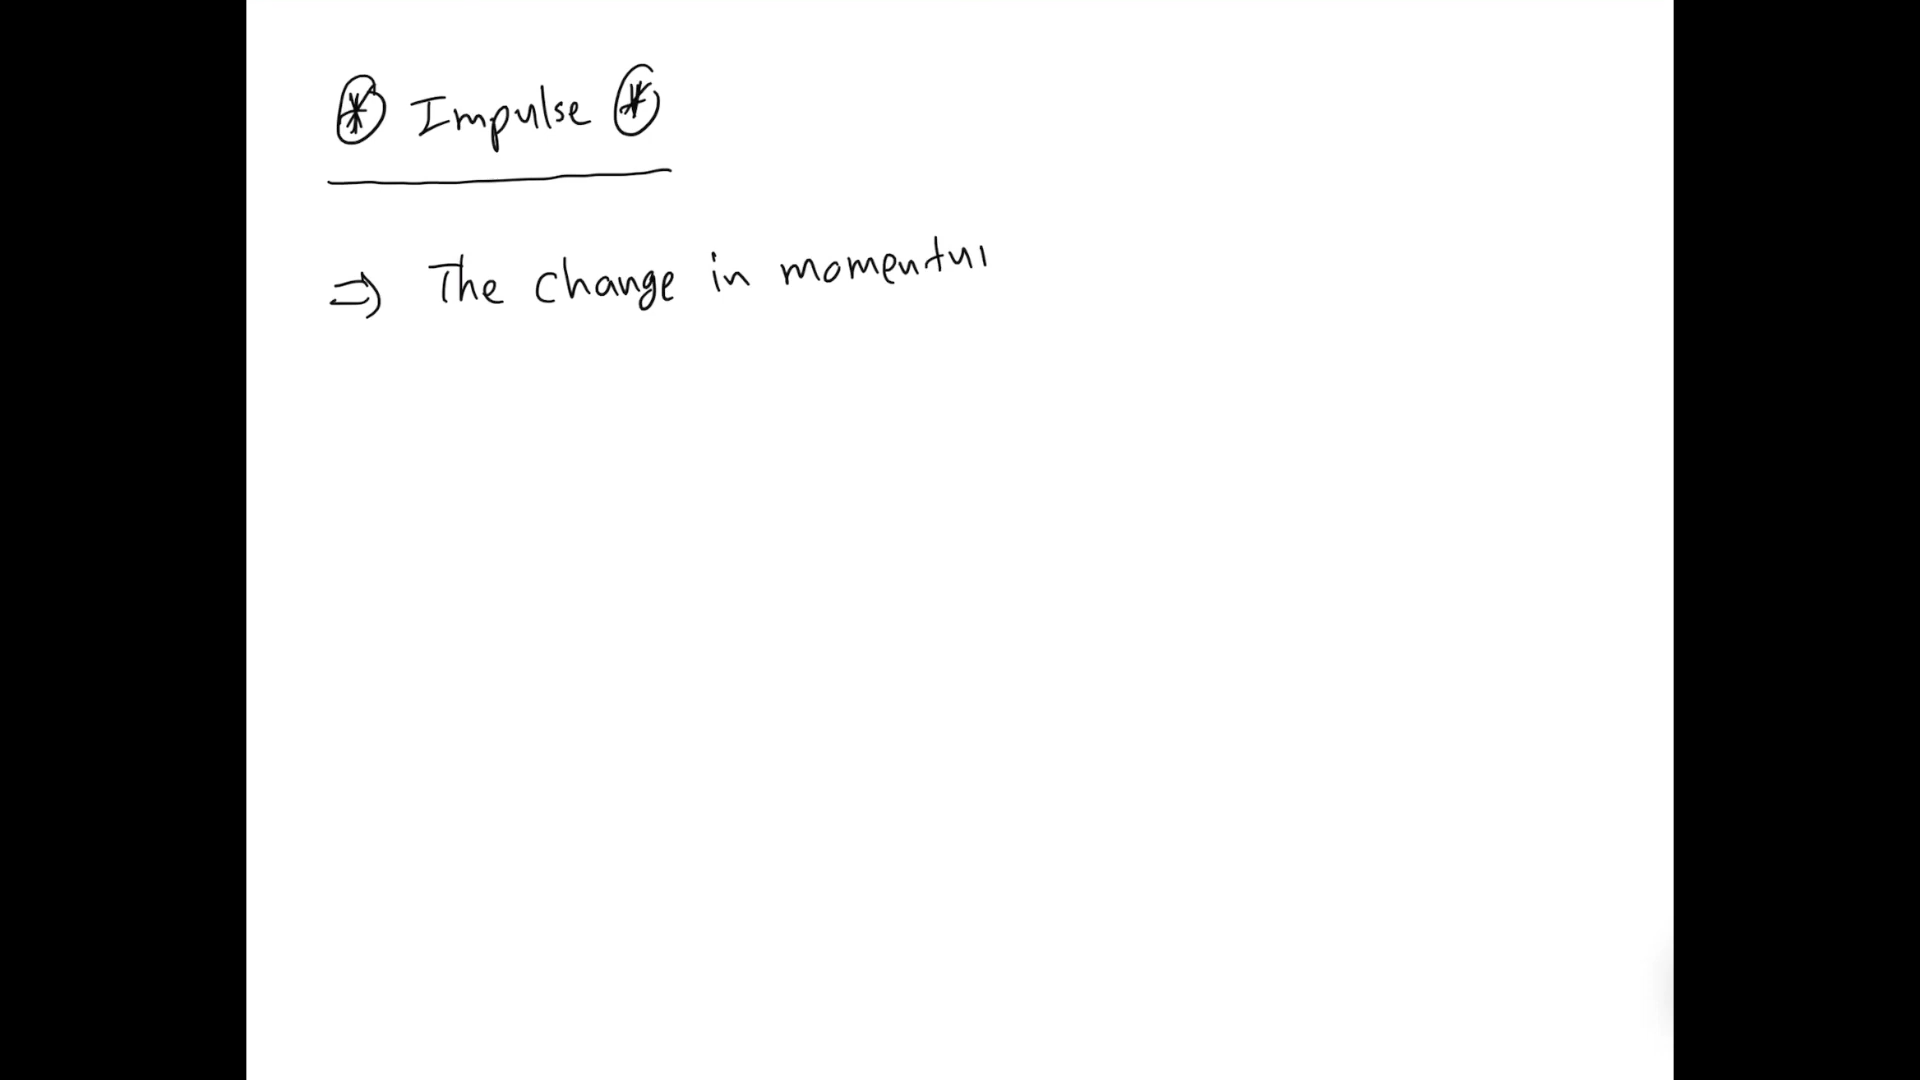 ⊛ Impulse ⊛
⇒ The change in momentu